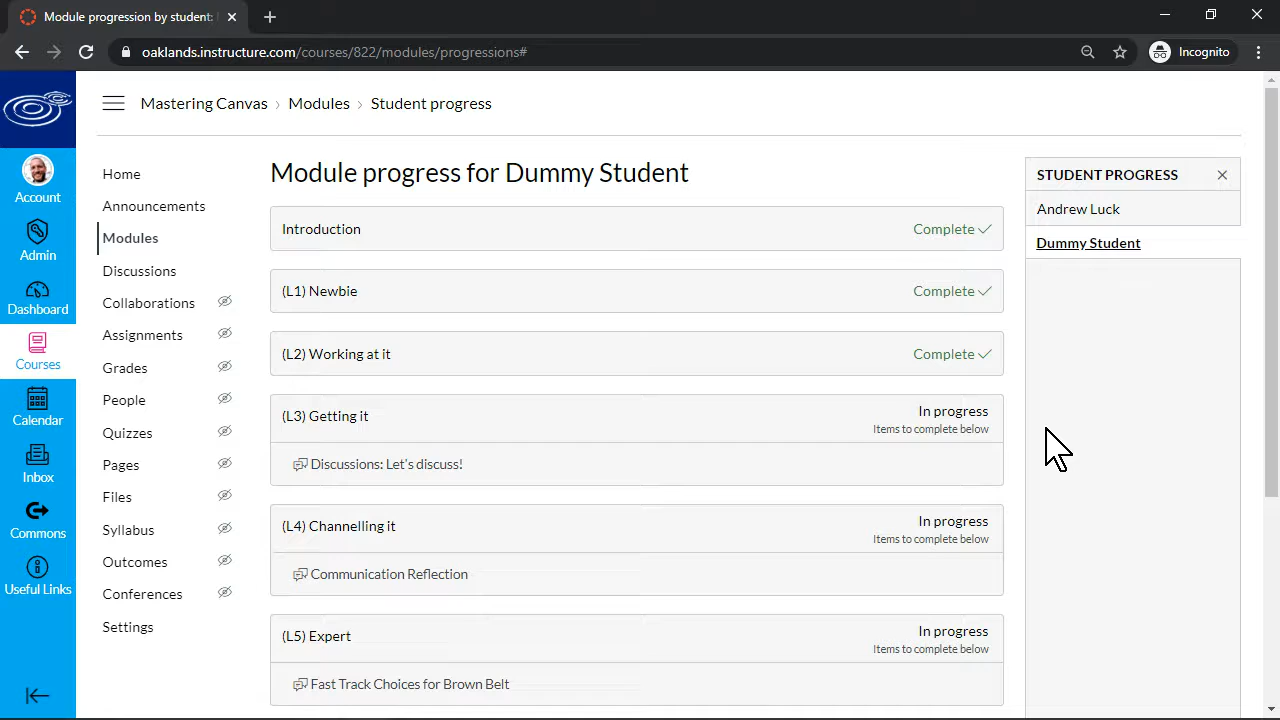 Module progression by student:
oaklands.instructure.com/courses/822/modules/progressions#
Incognito
Mastering Canvas › Modules › Student progress
Account
Admin
Dashboard
Courses
Calendar
Inbox
Commons
Useful Links
Home
Announcements
Modules
Discussions
Collaborations
Assignments
Grades
People
Quizzes
Pages
Files
Syllabus
Outcomes
Conferences
Settings
Module progress for Dummy Student
Introduction Complete
(L1) Newbie Complete
(L2) Working at it Complete
(L3) Getting it In progress
Items to complete below
Discussions: Let's discuss!
(L4) Channelling it In progress
Items to complete below
Communication Reflection
(L5) Expert In progress
Items to complete below
Fast Track Choices for Brown Belt
STUDENT PROGRESS
Andrew Luck
Dummy Student